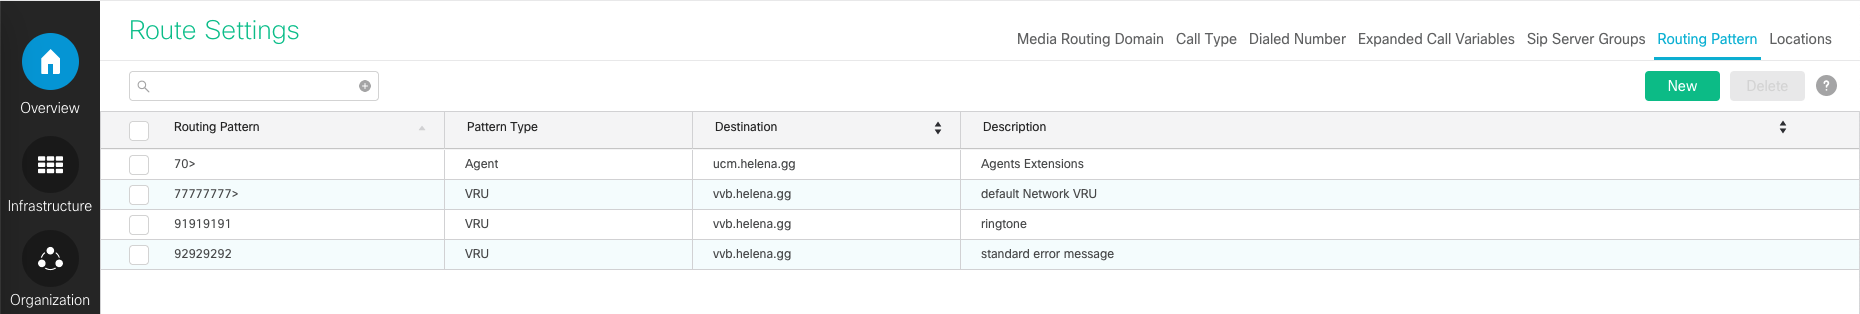 Route Settings
Media Routing Domain Call Type Dialed Number Expanded Call Variables Sip Server Groups Routing Pattern Locations
New Delete ?
Overview
Routing Pattern Pattern Type Destination Description
70> Agent ucm.helena.gg Agents Extensions
77777777> VRU vvb.helena.gg default Network VRU
Infrastructure
91919191 VRU vvb.helena.gg ringtone
92929292 VRU vvb.helena.gg standard error message
Organization